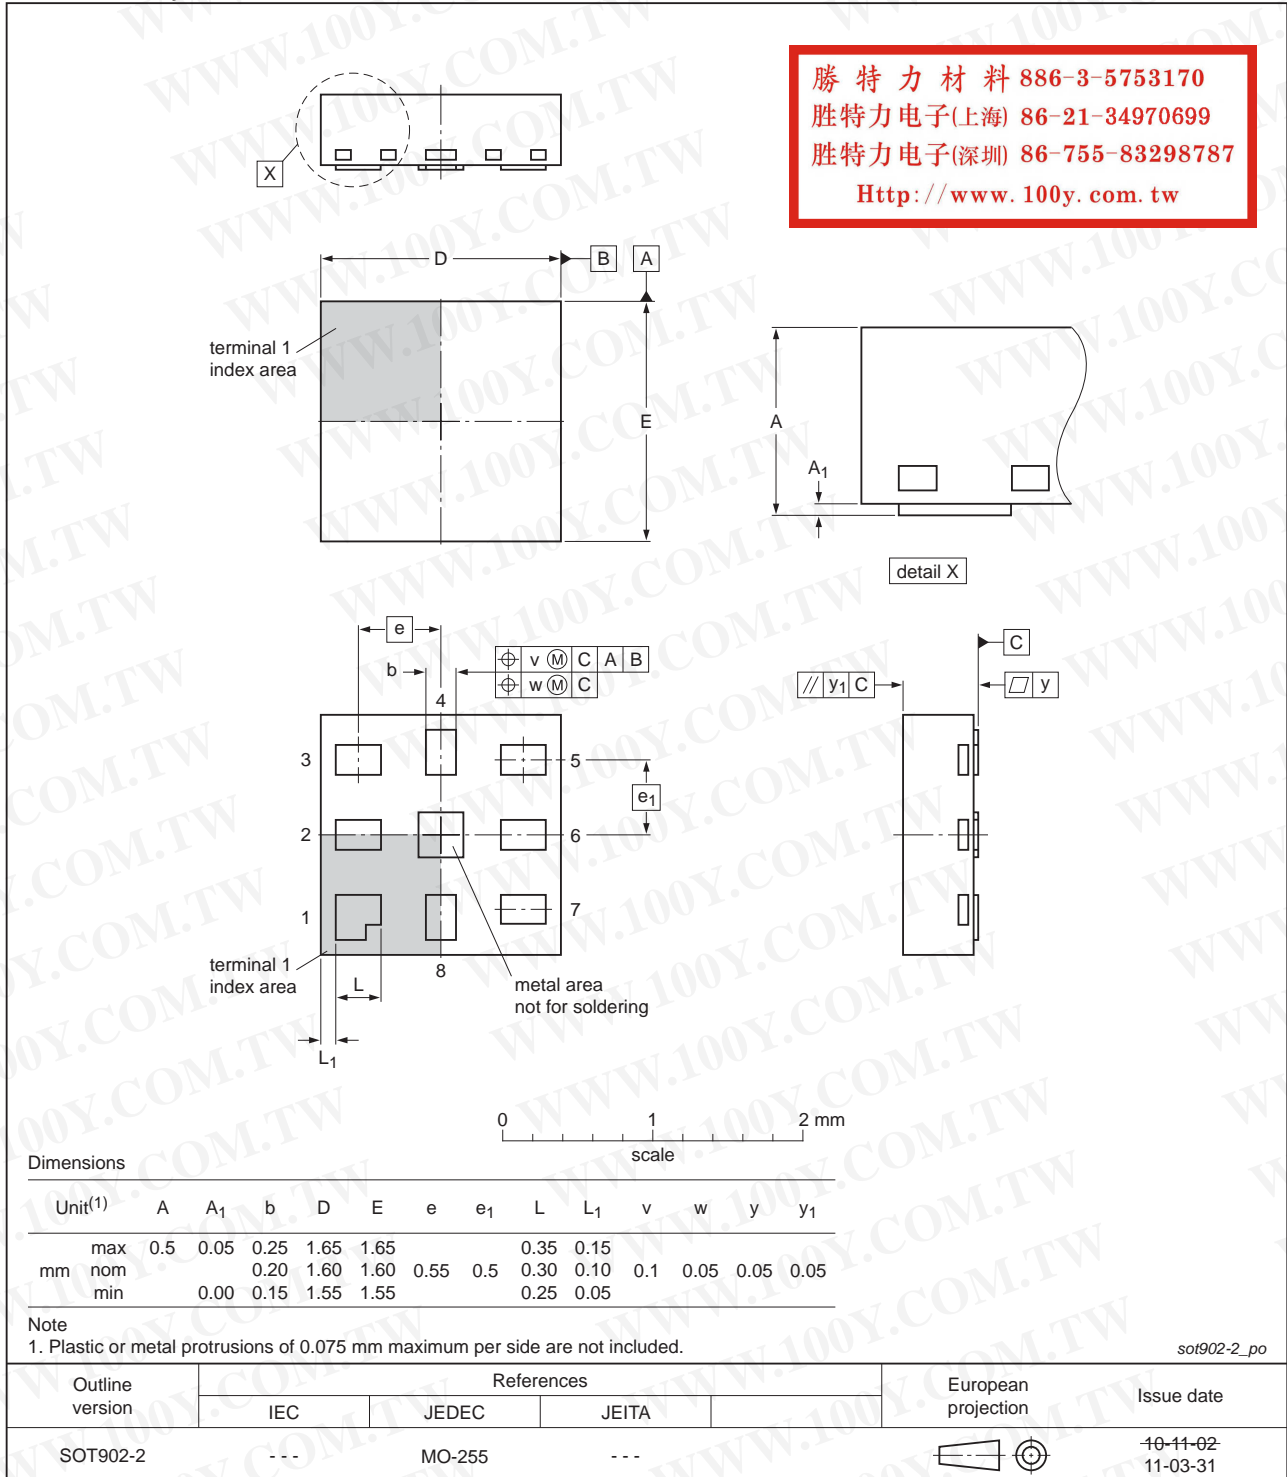 勝 特 力 材 料 886-3-5753170
胜特力电子(上海) 86-21-34970699
胜特力电子(深圳) 86-755-83298787
Http://www.100y.com.tw
X
D
B
A
terminal 1
index area
E
A
A1
detail X
e
b
v M C A B
w M C
4
3
5
e1
2
6
1
7
terminal 1
index area
8
L
metal area
not for soldering
L1
C
// y1 C
y
0 1 2 mm
scale
Dimensions
Unit(1) A A1 b D E e e1 L L1 v w y y1
max 0.5 0.05 0.25 1.65 1.65 0.35 0.15
mm nom 0.20 1.60 1.60 0.55 0.5 0.30 0.10 0.1 0.05 0.05 0.05
min 0.00 0.15 1.55 1.55 0.25 0.05
Note
1. Plastic or metal protrusions of 0.075 mm maximum per side are not included.
sot902-2_po
Outline version References European projection Issue date
IEC JEDEC JEITA
SOT902-2 - - - MO-255 - - - 10-11-02
11-03-31
WWW.100Y.COM.TW